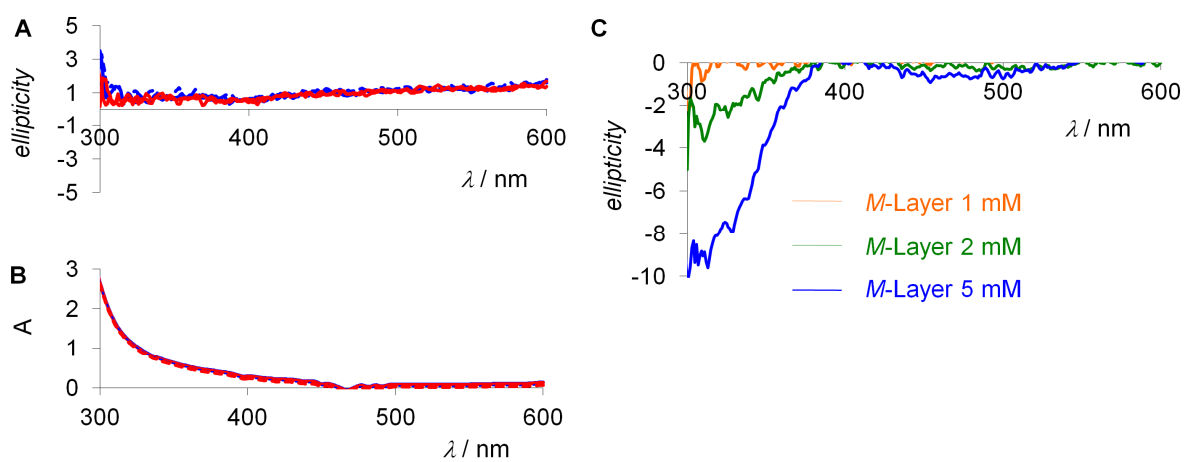 A
5
3
1
-1
-3
-5
ellipticity
300
400
500
600
λ / nm
B
3
2
1
0
A
300
400
500
600
λ / nm
C
0
-2
-4
-6
-8
-10
ellipticity
300
400
500
600
λ / nm
M-Layer 1 mM
M-Layer 2 mM
M-Layer 5 mM